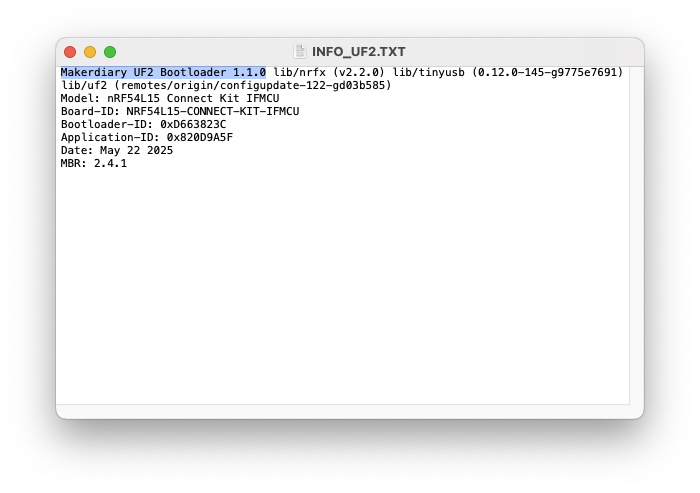 INFO_UF2.TXT
Makerdiary UF2 Bootloader 1.1.0 lib/nrfx (v2.2.0) lib/tinyusb (0.12.0-145-g9775e7691)
lib/uf2 (remotes/origin/configupdate-122-gd03b585)
Model: nRF54L15 Connect Kit IFMCU
Board-ID: NRF54L15-CONNECT-KIT-IFMCU
Bootloader-ID: 0xD663823C
Application-ID: 0x820D9A5F
Date: May 22 2025
MBR: 2.4.1